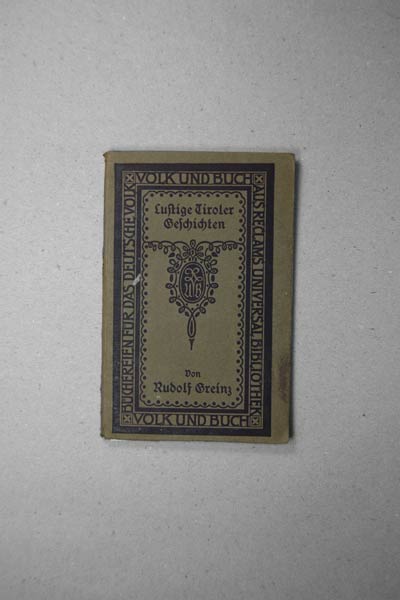 VOLK UND BUCH
Lustige Tiroler
Geschichten
Von
Rudolf Greinz
VOLK UND BUCH
BÜCHEREIEN FÜR DAS DEUTSCHE VOLK
AUS RECLAMS UNIVERSAL BIBLIOTHEK